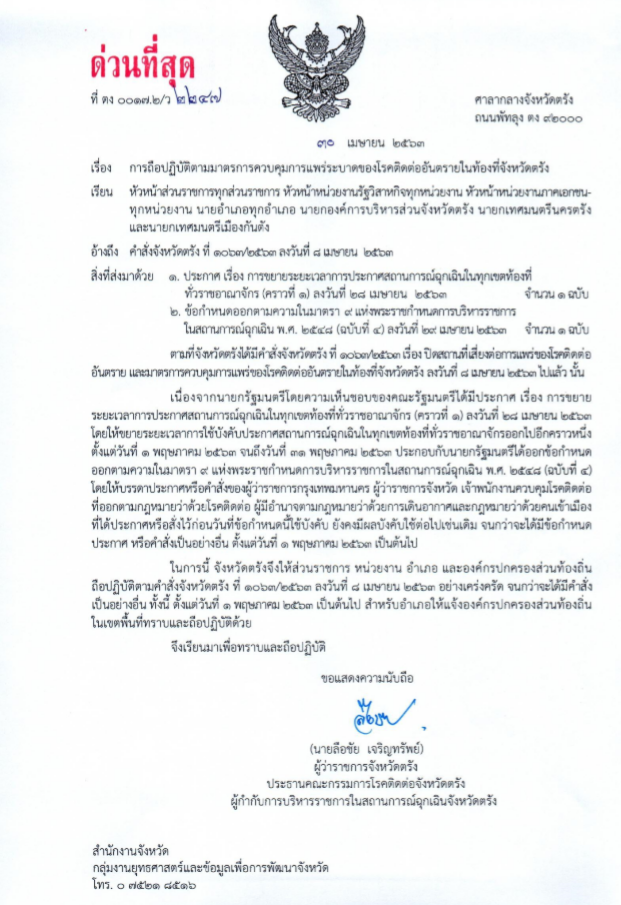 ด่วนที่สุด
ที่ ตง ๐๐๑๗.๒/ว ๒๒๔๗
ศาลากลางจังหวัดตรัง
ถนนพัทลุง ตง ๙๒๐๐๐
๓๐ เมษายน ๒๕๖๓
เรื่อง การถือปฏิบัติตามมาตรการควบคุมการแพร่ระบาดของโรคติดต่ออันตรายในท้องที่จังหวัดตรัง
เรียน หัวหน้าส่วนราชการทุกส่วนราชการ หัวหน้าหน่วยงานรัฐวิสาหกิจทุกหน่วยงาน หัวหน้าหน่วยงานภาคเอกชน-
ทุกหน่วยงาน นายอำเภอทุกอำเภอ นายกองค์การบริหารส่วนจังหวัดตรัง นายกเทศมนตรีนครตรัง
และนายกเทศมนตรีเมืองกันตัง
อ้างถึง คำสั่งจังหวัดตรัง ที่ ๑๐๖๓/๒๕๖๓ ลงวันที่ ๘ เมษายน ๒๕๖๓
สิ่งที่ส่งมาด้วย ๑. ประกาศ เรื่อง การขยายระยะเวลาการประกาศสถานการณ์ฉุกเฉินในทุกเขตท้องที่
ทั่วราชอาณาจักร (คราวที่ ๑) ลงวันที่ ๒๘ เมษายน ๒๕๖๓ จำนวน ๑ ฉบับ
๒. ข้อกำหนดออกตามความในมาตรา ๙ แห่งพระราชกำหนดการบริหารราชการ
ในสถานการณ์ฉุกเฉิน พ.ศ. ๒๕๔๘ (ฉบับที่ ๔) ลงวันที่ ๒๙ เมษายน ๒๕๖๓ จำนวน ๑ ฉบับ
ตามที่จังหวัดตรังได้มีคำสั่งจังหวัดตรัง ที่ ๑๐๖๓/๒๕๖๓ เรื่อง ปิดสถานที่เสี่ยงต่อการแพร่ของโรคติดต่อ
อันตราย และมาตรการควบคุมการแพร่ของโรคติดต่ออันตรายในท้องที่จังหวัดตรัง ลงวันที่ ๘ เมษายน ๒๕๖๓ ไปแล้ว นั้น
เนื่องจากนายกรัฐมนตรีโดยความเห็นชอบของคณะรัฐมนตรีได้มีประกาศ เรื่อง การขยาย
ระยะเวลาการประกาศสถานการณ์ฉุกเฉินในทุกเขตท้องที่ทั่วราชอาณาจักร (คราวที่ ๑) ลงวันที่ ๒๘ เมษายน ๒๕๖๓
โดยให้ขยายระยะเวลาการใช้บังคับประกาศสถานการณ์ฉุกเฉินในทุกเขตท้องที่ทั่วราชอาณาจักรออกไปอีกคราวหนึ่ง
ตั้งแต่วันที่ ๑ พฤษภาคม ๒๕๖๓ จนถึงวันที่ ๓๑ พฤษภาคม ๒๕๖๓ ประกอบกับนายกรัฐมนตรีได้ออกข้อกำหนด
ออกตามความในมาตรา ๙ แห่งพระราชกำหนดการบริหารราชการในสถานการณ์ฉุกเฉิน พ.ศ. ๒๕๔๘ (ฉบับที่ ๔)
โดยให้บรรดาประกาศหรือคำสั่งของผู้ว่าราชการกรุงเทพมหานคร ผู้ว่าราชการจังหวัด เจ้าพนักงานควบคุมโรคติดต่อ
ที่ออกตามกฎหมายว่าด้วยโรคติดต่อ ผู้มีอำนาจตามกฎหมายว่าด้วยการเดินอากาศและกฎหมายว่าด้วยคนเข้าเมือง
ที่ได้ประกาศหรือสั่งไว้ก่อนวันที่ข้อกำหนดนี้ใช้บังคับ ยังคงมีผลบังคับใช้ต่อไปเช่นเดิม จนกว่าจะได้มีข้อกำหนด
ประกาศ หรือคำสั่งเป็นอย่างอื่น ตั้งแต่วันที่ ๑ พฤษภาคม ๒๕๖๓ เป็นต้นไป
ในการนี้ จังหวัดตรังจึงให้ส่วนราชการ หน่วยงาน อำเภอ และองค์กรปกครองส่วนท้องถิ่น
ถือปฏิบัติตามคำสั่งจังหวัดตรัง ที่ ๑๐๖๓/๒๕๖๓ ลงวันที่ ๘ เมษายน ๒๕๖๓ อย่างเคร่งครัด จนกว่าจะได้มีคำสั่ง
เป็นอย่างอื่น ทั้งนี้ ตั้งแต่วันที่ ๑ พฤษภาคม ๒๕๖๓ เป็นต้นไป สำหรับอำเภอให้แจ้งองค์กรปกครองส่วนท้องถิ่น
ในเขตพื้นที่ทราบและถือปฏิบัติด้วย
จึงเรียนมาเพื่อทราบและถือปฏิบัติ
ขอแสดงความนับถือ
(นายลือชัย เจริญทรัพย์)
ผู้ว่าราชการจังหวัดตรัง
ประธานคณะกรรมการโรคติดต่อจังหวัดตรัง
ผู้กำกับการบริหารราชการในสถานการณ์ฉุกเฉินจังหวัดตรัง
สำนักงานจังหวัด
กลุ่มงานยุทธศาสตร์และข้อมูลเพื่อการพัฒนาจังหวัด
โทร. ๐ ๗๕๒๑ ๘๕๑๖